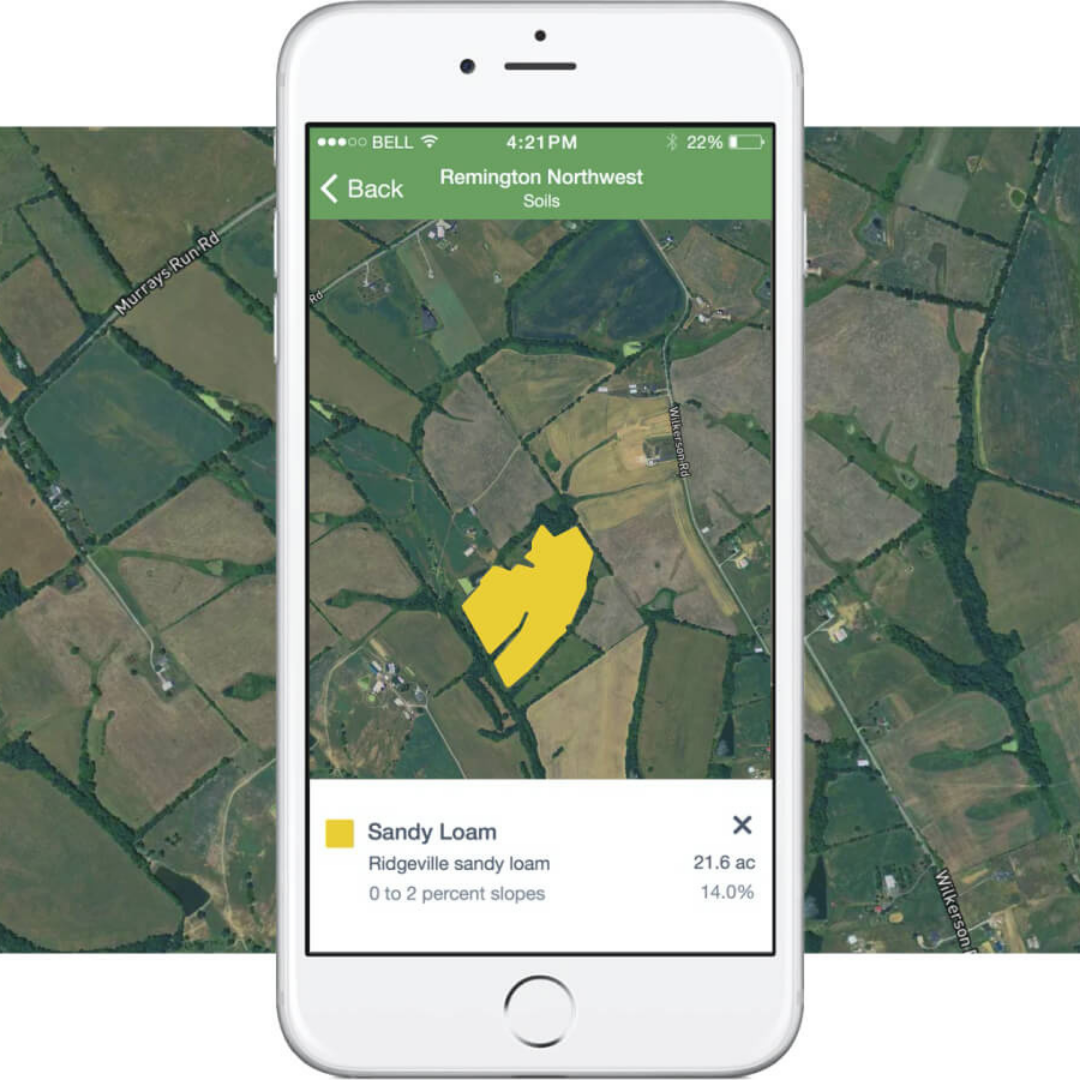 BELL 4:21PM 22%
Back
Remington Northwest
Soils
Murrays Run Rd
Rd
Wilkerson Rd
Sandy Loam
Ridgeville sandy loam 21.6 ac
0 to 2 percent slopes 14.0%
Wilkerson